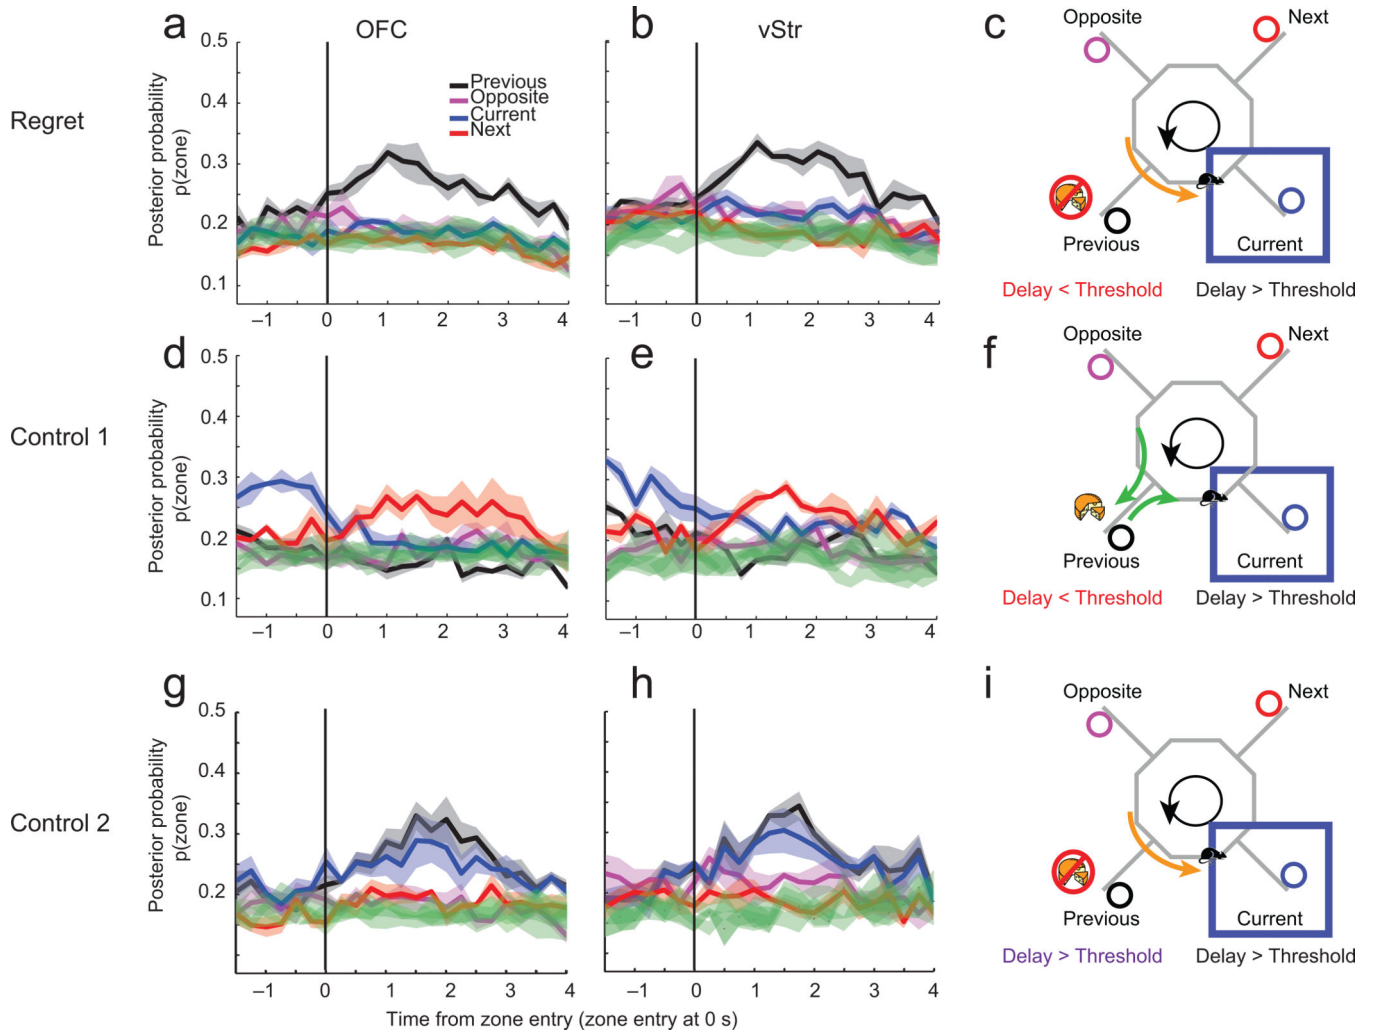 a OFC b vStr c
Opposite Next
Regret
Posterior probability
p(zone)
0.5
0.4
0.3
0.2
0.1
Previous
Opposite
Current
Next
–1 0 1 2 3 4
–1 0 1 2 3 4
Previous Current
Delay < Threshold Delay > Threshold
d e f
Opposite Next
Control 1
Posterior probability
p(zone)
0.5
0.4
0.3
0.2
0.1
–1 0 1 2 3 4
–1 0 1 2 3 4
Previous Current
Delay < Threshold Delay > Threshold
g h i
Opposite Next
Control 2
Posterior probability
p(zone)
0.5
0.4
0.3
0.2
–1 0 1 2 3 4
–1 0 1 2 3 4
Previous Current
Delay > Threshold Delay > Threshold
Time from zone entry (zone entry at 0 s)